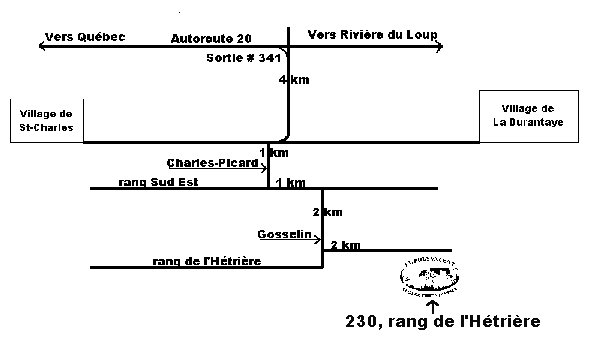 Vers Québec
Autoroute 20
Vers Rivière du Loup
Sortie # 341
4 km
Village de
St-Charles
Village de
La Durantaye
1 km
Charles-Picard
rang Sud Est
1 km
2 km
Gosselin
2 km
rang de l'Hétrière
230, rang de l'Hétrière